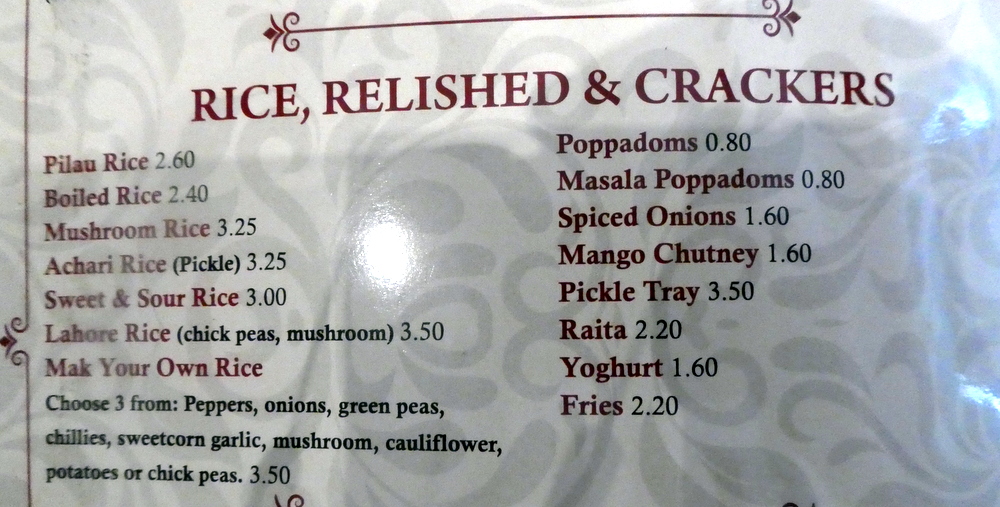 RICE, RELISHED & CRACKERS
Pilau Rice 2.60
Boiled Rice 2.40
Mushroom Rice 3.25
Achari Rice (Pickle) 3.25
Sweet & Sour Rice 3.00
Lahore Rice (chick peas, mushroom) 3.50
Mak Your Own Rice
Choose 3 from: Peppers, onions, green peas,
chillies, sweetcorn garlic, mushroom, cauliflower,
potatoes or chick peas. 3.50
Poppadoms 0.80
Masala Poppadoms 0.80
Spiced Onions 1.60
Mango Chutney 1.60
Pickle Tray 3.50
Raita 2.20
Yoghurt 1.60
Fries 2.20